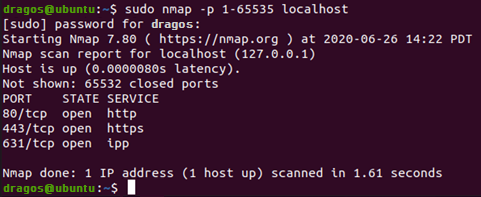 dragos@ubuntu:~$ sudo nmap -p 1-65535 localhost
[sudo] password for dragos:
Starting Nmap 7.80 ( https://nmap.org ) at 2020-06-26 14:22 PDT
Nmap scan report for localhost (127.0.0.1)
Host is up (0.0000080s latency).
Not shown: 65532 closed ports
PORT    STATE SERVICE
80/tcp  open  http
443/tcp open  https
631/tcp open  ipp
Nmap done: 1 IP address (1 host up) scanned in 1.61 seconds
dragos@ubuntu:~$